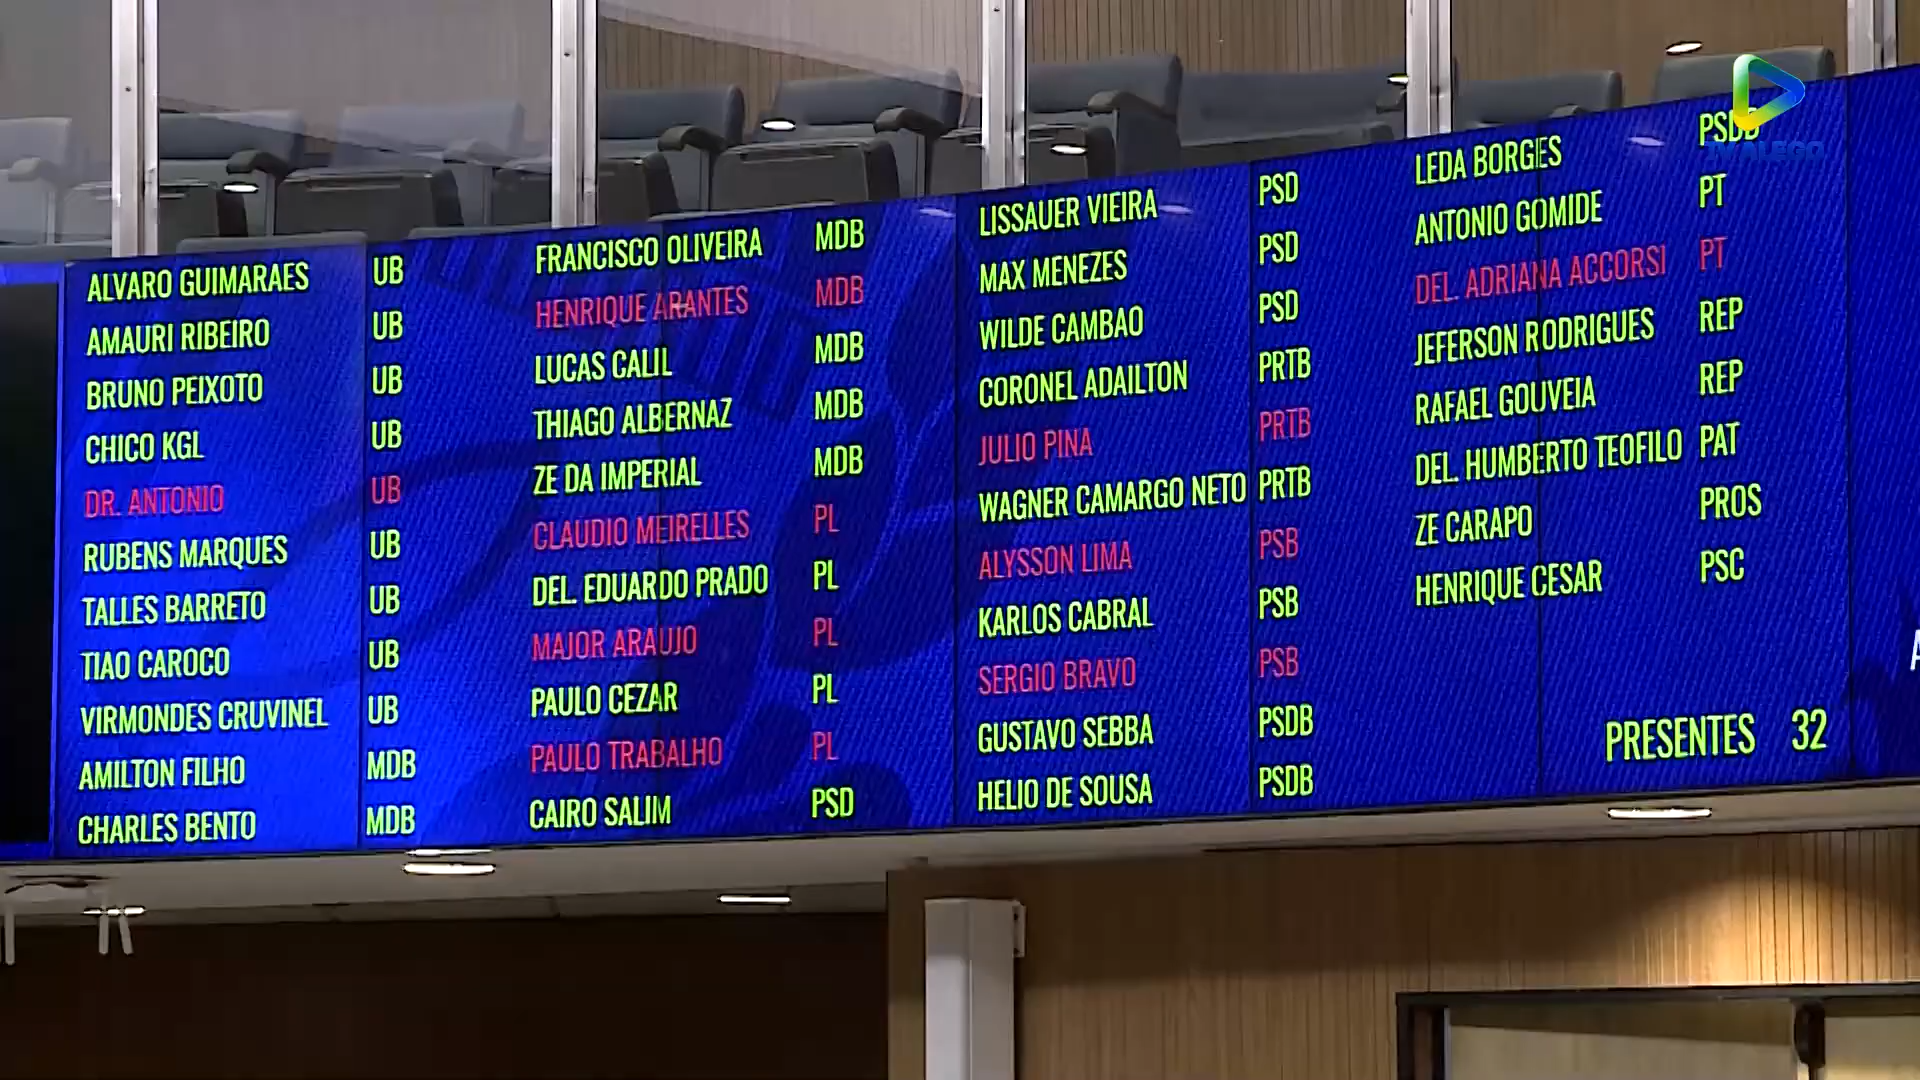 ALVARO GUIMARAES UB
AMAURI RIBEIRO UB
BRUNO PEIXOTO UB
CHICO KGL UB
DR. ANTONIO UB
RUBENS MARQUES UB
TALLES BARRETO UB
TIAO CAROCO UB
VIRMONDES CRUVINEL UB
AMILTON FILHO MDB
CHARLES BENTO MDB
FRANCISCO OLIVEIRA MDB
HENRIQUE ARANTES MDB
LUCAS CALIL MDB
THIAGO ALBERNAZ MDB
ZE DA IMPERIAL MDB
CLAUDIO MEIRELLES PL
DEL. EDUARDO PRADO PL
MAJOR ARAUJO PL
PAULO CEZAR PL
PAULO TRABALHO PL
CAIRO SALIM PSD
LISSAUER VIEIRA PSD
MAX MENEZES PSD
WILDE CAMBAO PSD
CORONEL ADAILTON PRTB
JULIO PINA PRTB
WAGNER CAMARGO NETO PRTB
ALYSSON LIMA PSB
KARLOS CABRAL PSB
SERGIO BRAVO PSB
GUSTAVO SEBBA PSDB
HELIO DE SOUSA PSDB
LEDA BORGES PSDB
ANTONIO GOMIDE PT
DEL. ADRIANA ACCORSI PT
JEFERSON RODRIGUES REP
RAFAEL GOUVEIA REP
DEL. HUMBERTO TEOFILO PAT
ZE CARAPO PROS
HENRIQUE CESAR PSC
PRESENTES 32
TV ALEGO